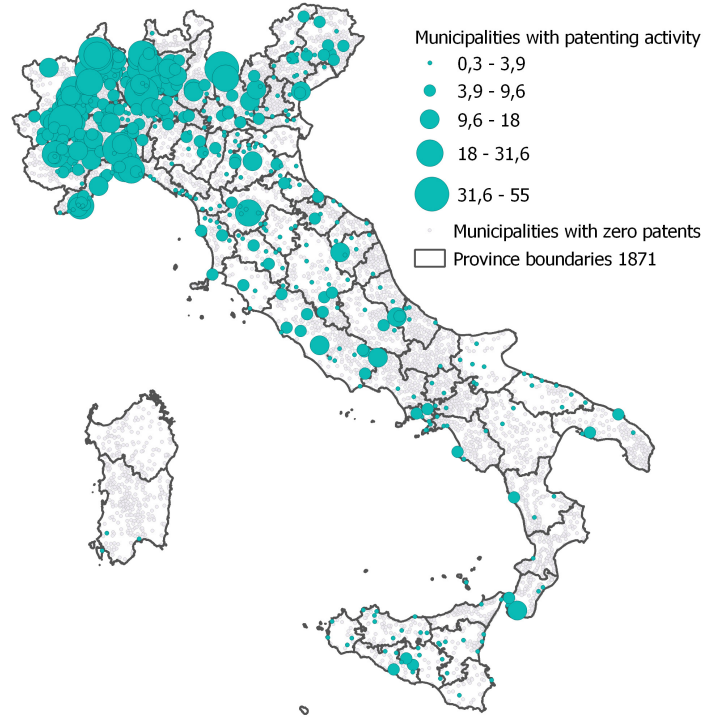 Municipalities with patenting activity
0,3 - 3,9
3,9 - 9,6
9,6 - 18
18 - 31,6
31,6 - 55
Municipalities with zero patents
Province boundaries 1871